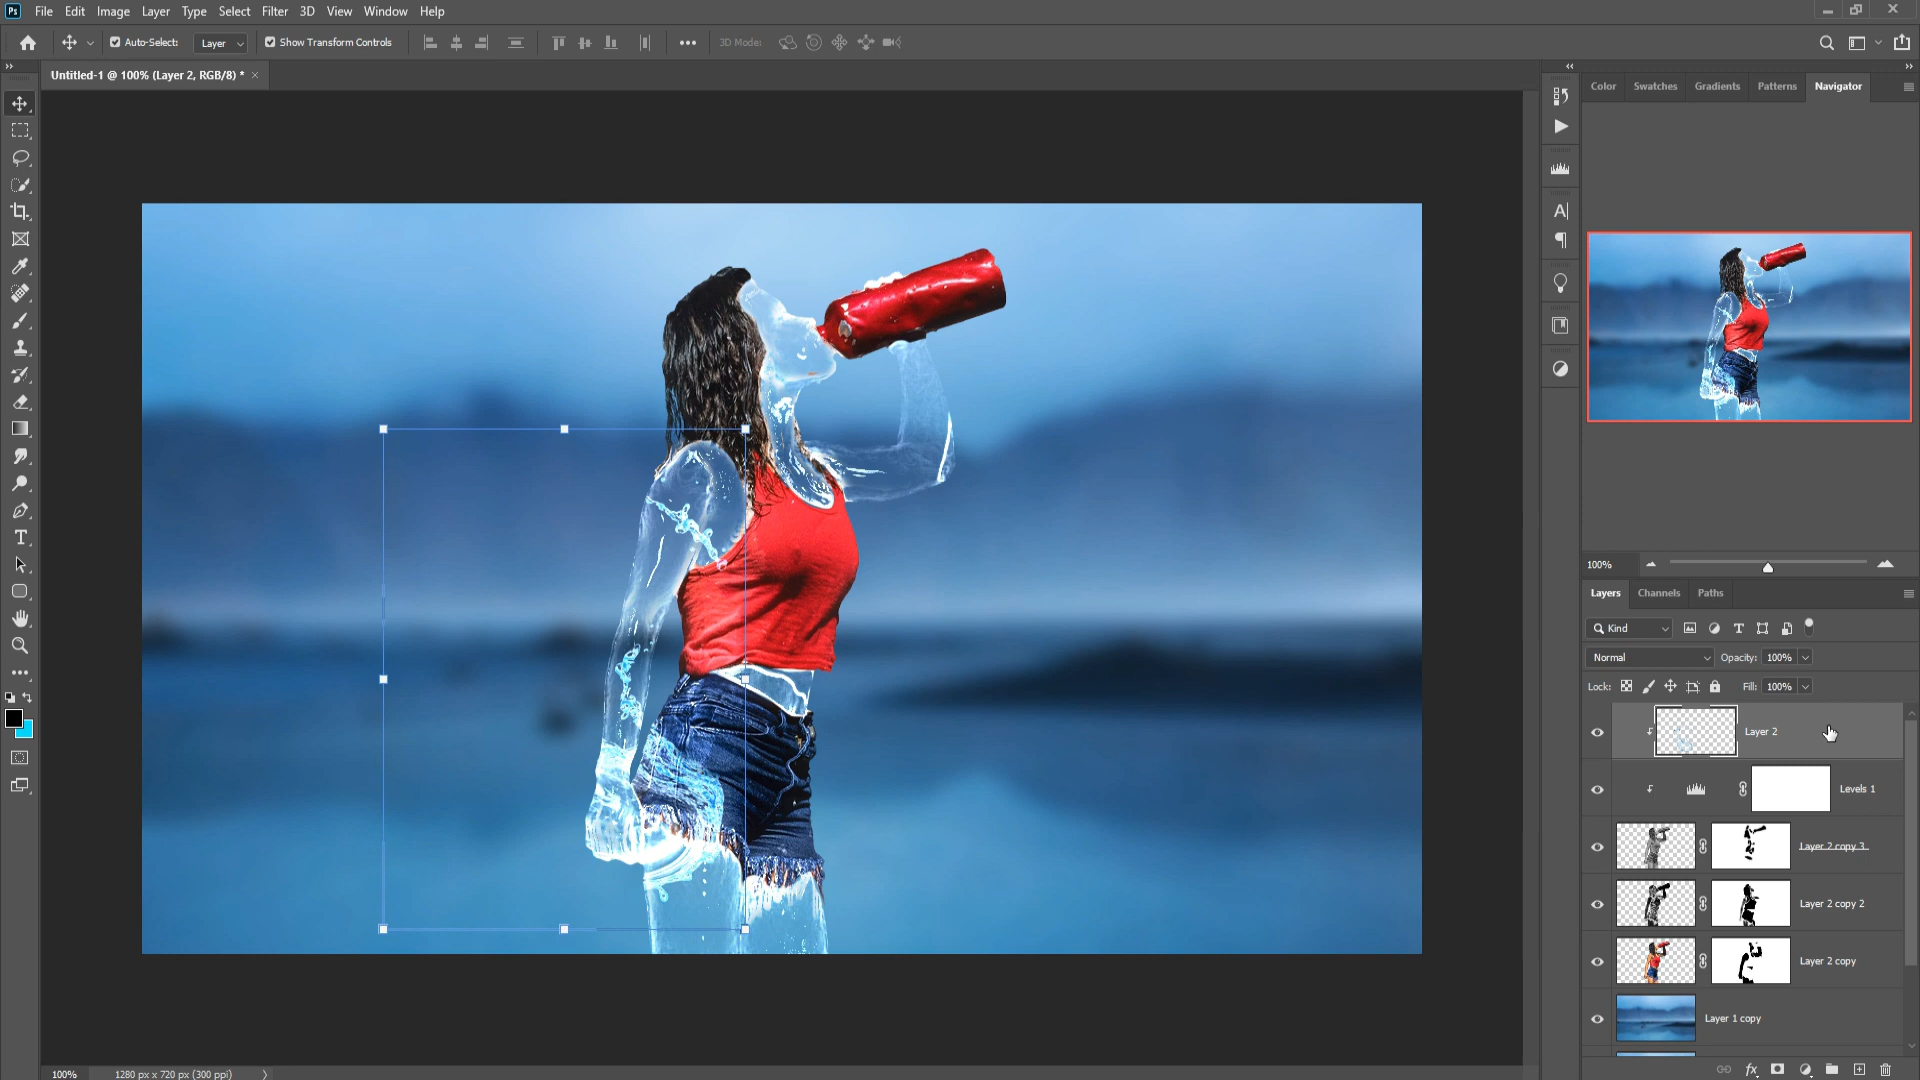 Ps File Edit Image Layer Type Select Filter 3D View Window Help
Auto-Select: Layer Show Transform Controls 3D Mode:
Untitled-1 @ 100% (Layer 2, RGB/8) *
Color Swatches Gradients Patterns Navigator
100%
Layers Channels Paths
Kind
Normal Opacity: 100%
Lock: Fill: 100%
Layer 2
Levels 1
Layer 2 copy 3
Layer 2 copy 2
Layer 2 copy
Layer 1 copy
100% 1280 px x 720 px (300 ppi)